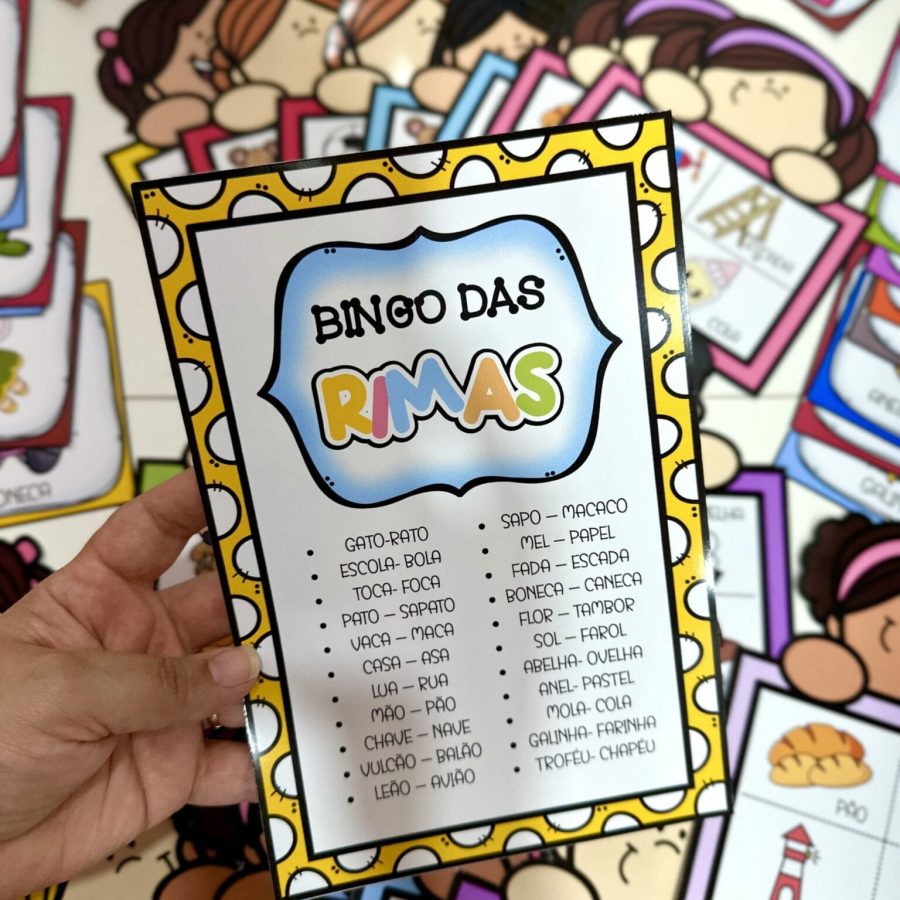 BINGO DAS
RIMAS
• GATO-RATO
• ESCOLA- BOLA
• TOCA- FOCA
• PATO – SAPATO
• VACA – MACA
• CASA – ASA
• LUA – RUA
• MÃO – PÃO
• CHAVE – NAVE
• VULCÃO – BALÃO
• LEÃO – AVIÃO
• SAPO – MACACO
• MEL – PAPEL
• FADA – ESCADA
• BONECA – CANECA
• FLOR – TAMBOR
• SOL – FAROL
• ABELHA- OVELHA
• ANEL- PASTEL
• MOLA- COLA
• GALINHA- FARINHA
• TROFÉU- CHAPÉU
ESCADA
COLA
PÃO